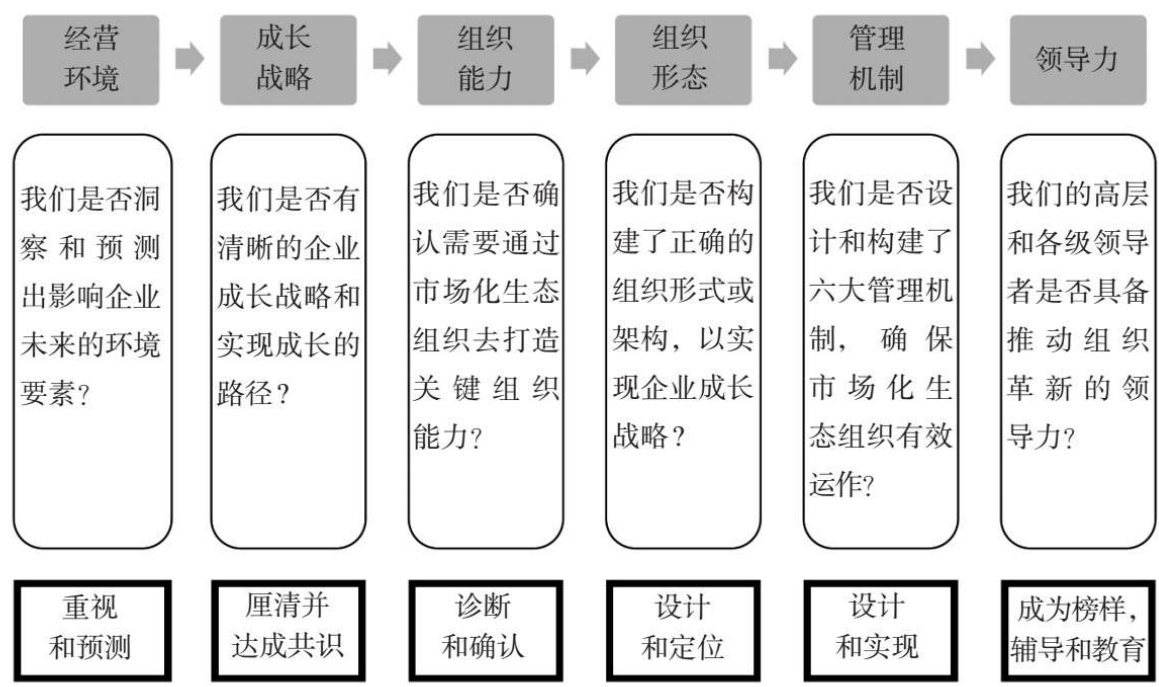 经营
环境
成长
战略
组织
能力
组织
形态
管理
机制
领导力
我们是否洞
察和预测
出影响企业
未来的环境
要素?
我们是否有
清晰的企业
成长战略和
实现成长的
路径?
我们是否确
认需要通过
市场化生态
组织去打造
关键组织
能力?
我们是否构
建了正确的
组织形式或
架构，以实
现企业成长
战略?
我们是否设
计和构建了
六大管理机
制，确保
市场化生
态组织有效
运作?
我们的高层
和各级领导
者是否具备
推动组织
革新的领
导力?
重视
和预测
厘清并
达成共识
诊断
和确认
设计
和定位
设计
和实现
成为榜样，
辅导和教育